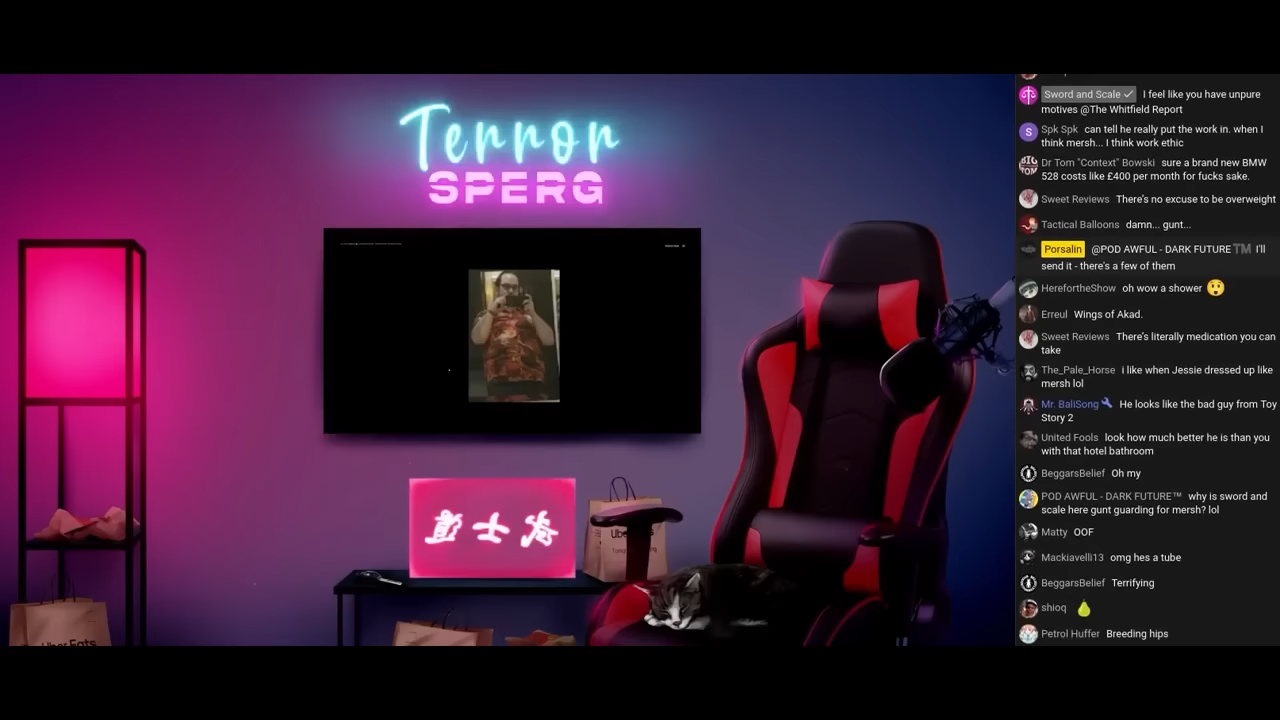 Terror
SPERG
Uber
Uber Eats
Sword and Scale I feel like you have unpure
motives @The Whitfield Report
Spk Spk can tell he really put the work in. when I
think mersh... I think work ethic
Dr Tom "Context" Bowski sure a brand new BMW
528 costs like £400 per month for fucks sake.
Sweet Reviews There's no excuse to be overweight
Tactical Balloons damn... gunt...
Porsalin @POD AWFUL - DARK FUTURE™ I'll
send it - there's a few of them
HerefortheShow oh wow a shower 😲
Erreul Wings of Akad.
Sweet Reviews There's literally medication you can
take
The_Pale_Horse i like when Jessie dressed up like
mersh lol
Mr. BaliSong He looks like the bad guy from Toy
Story 2
United Fools look how much better he is than you
with that hotel bathroom
BeggarsBelief Oh my
POD AWFUL - DARK FUTURE™ why is sword and
scale here gunt guarding for mersh? lol
Matty OOF
Mackiavelli13 omg hes a tube
BeggarsBelief Terrifying
shioq 🍐
Petrol Huffer Breeding hips